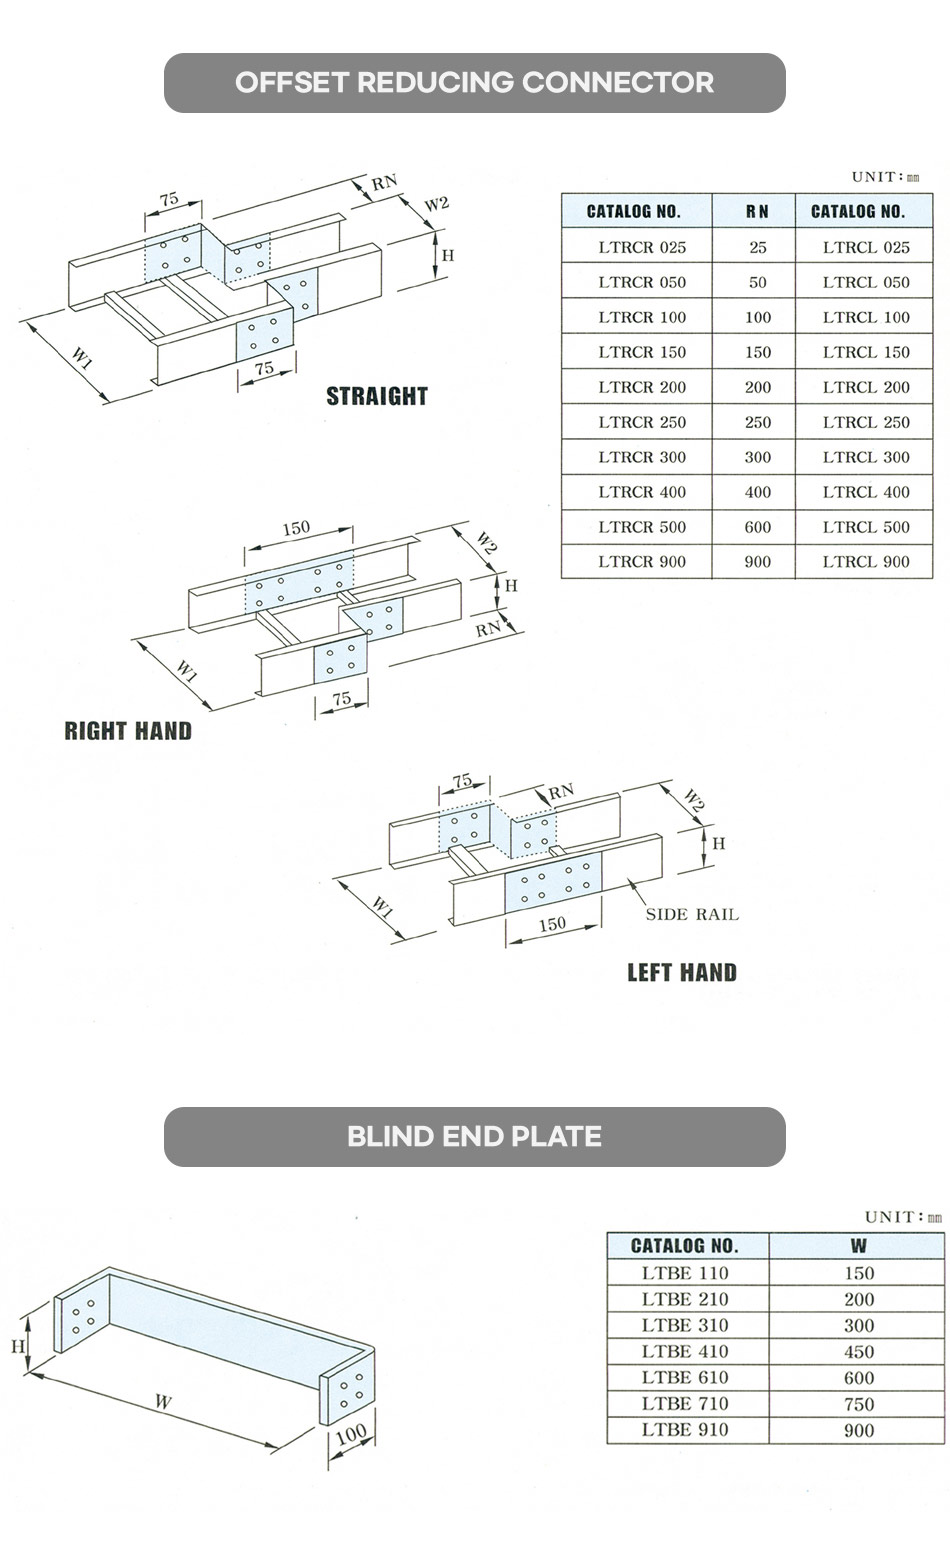 OFFSET REDUCING CONNECTOR
UNIT : ㎜
75
RN
W2
H
W1
75
STRAIGHT
CATALOG NO. R N CATALOG NO.
LTRCR 025 25 LTRCL 025
LTRCR 050 50 LTRCL 050
LTRCR 100 100 LTRCL 100
LTRCR 150 150 LTRCL 150
LTRCR 200 200 LTRCL 200
LTRCR 250 250 LTRCL 250
LTRCR 300 300 LTRCL 300
LTRCR 400 400 LTRCL 400
LTRCR 500 600 LTRCL 500
LTRCR 900 900 LTRCL 900
150
W2
H
RN
W1
75
RIGHT HAND
75
RN
W2
H
W1
SIDE RAIL
150
LEFT HAND
BLIND END PLATE
UNIT : ㎜
CATALOG NO. W
LTBE 110 150
LTBE 210 200
LTBE 310 300
LTBE 410 450
LTBE 610 600
LTBE 710 750
LTBE 910 900
H
W
100